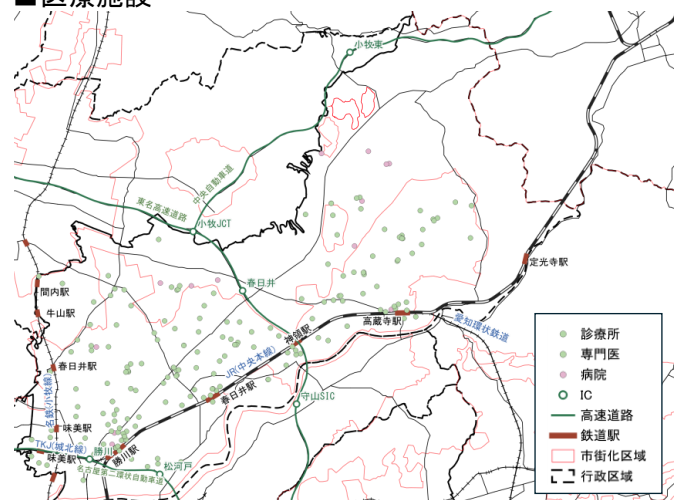 ■医療施設
小牧東
中央自動車道
東名高速道路
小牧JCT
春日井
定光寺駅
間内駅
牛山駅
高蔵寺駅
愛知環状鉄道
神領駅
JR(中央本線)
春日井駅
名鉄(小牧線)
春日井駅
守山SIC
味美駅
TKJ(城北線)
勝川
勝川駅
味美駅
松河戸
名古屋第二環状自動車道
診療所
専門医
病院
IC
高速道路
鉄道駅
市街化区域
行政区域